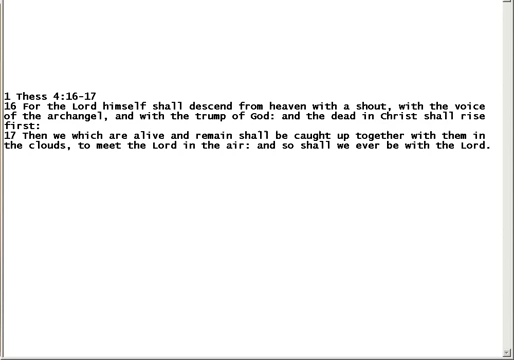 1 Thess 4:16-17
16 For the Lord himself shall descend from heaven with a shout, with the voice
of the archangel, and with the trump of God: and the dead in Christ shall rise
first:
17 Then we which are alive and remain shall be caught up together with them in
the clouds, to meet the Lord in the air: and so shall we ever be with the Lord.